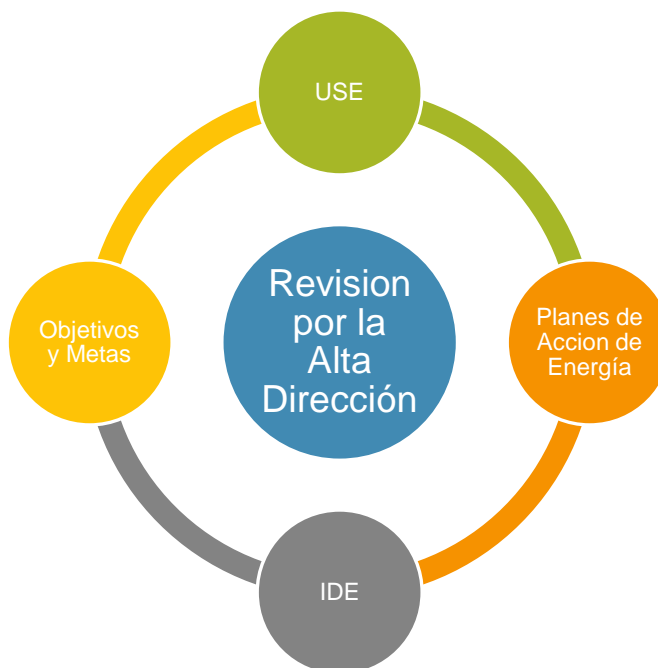 USE
Revision
por la
Alta
Dirección
Objetivos
y Metas
Planes de
Accion de
Energía
IDE